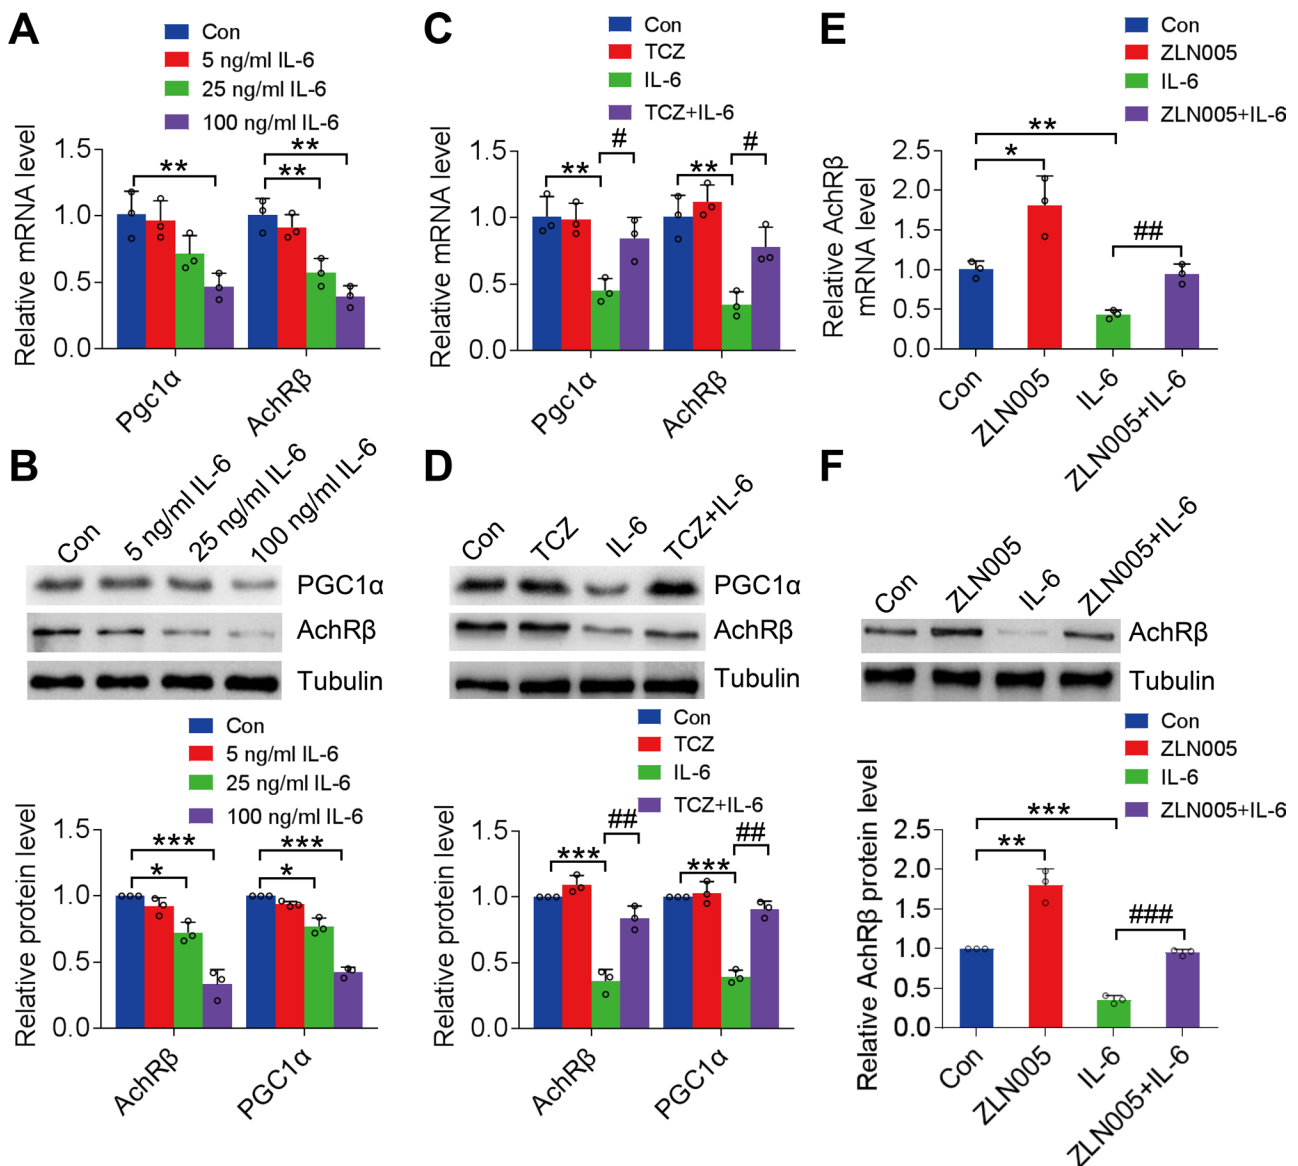 A
Con
5 ng/ml IL-6
25 ng/ml IL-6
100 ng/ml IL-6
Relative mRNA level
1.5
1.0
0.5
0.0
**
**
**
Pgc1α
AchRβ
C
Con
TCZ
IL-6
TCZ+IL-6
Relative mRNA level
1.5
1.0
0.5
0.0
**
#
**
#
Pgc1α
AchRβ
E
Con
ZLN005
IL-6
ZLN005+IL-6
Relative AchRβ
mRNA level
2.5
2.0
1.5
1.0
0.5
0.0
**
*
##
Con
ZLN005
IL-6
ZLN005+IL-6
B
Con
5 ng/ml IL-6
25 ng/ml IL-6
100 ng/ml IL-6
PGC1α
AchRβ
Tubulin
Con
5 ng/ml IL-6
25 ng/ml IL-6
100 ng/ml IL-6
Relative protein level
1.5
1.0
0.5
0.0
***
*
***
*
AchRβ
PGC1α
D
Con
TCZ
IL-6
TCZ+IL-6
PGC1α
AchRβ
Tubulin
Con
TCZ
IL-6
TCZ+IL-6
Relative protein level
1.5
1.0
0.5
0.0
***
##
***
##
AchRβ
PGC1α
F
Con
ZLN005
IL-6
ZLN005+IL-6
AchRβ
Tubulin
Con
ZLN005
IL-6
ZLN005+IL-6
Relative AchRβ protein level
2.5
2.0
1.5
1.0
0.5
0.0
***
**
###
Con
ZLN005
IL-6
ZLN005+IL-6